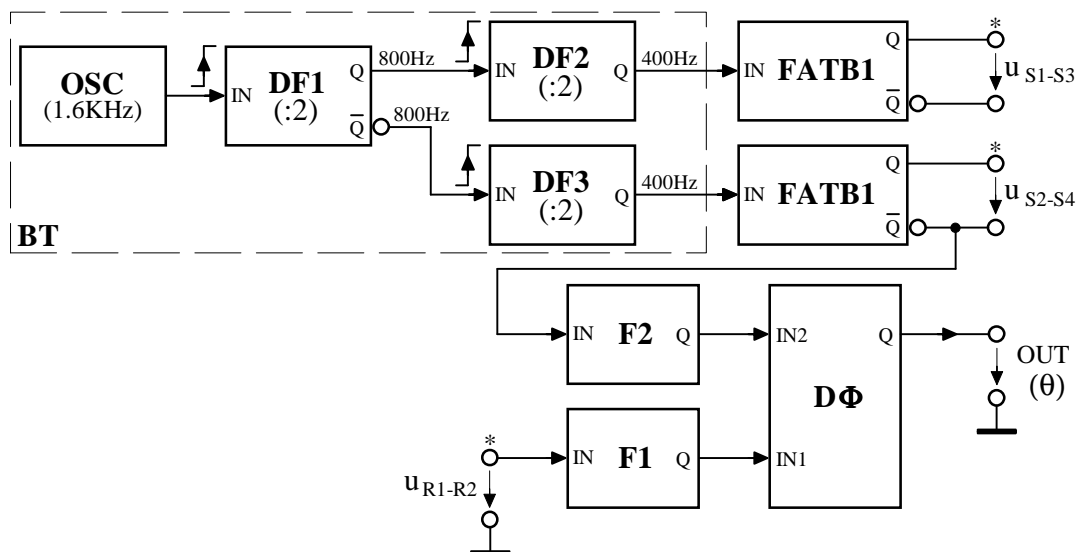 OSC
(1.6KHz)
IN
DF1
(:2)
Q
Q̅
800Hz
800Hz
IN
DF2
(:2)
Q
400Hz
IN
FATB1
Q
Q̅
*
u S1-S3
IN
DF3
(:2)
Q
400Hz
IN
FATB1
Q
Q̅
*
u S2-S4
BT
IN
F2
Q
IN2
Q
DΦ
OUT
(θ)
*
u R1-R2
IN
F1
Q
IN1